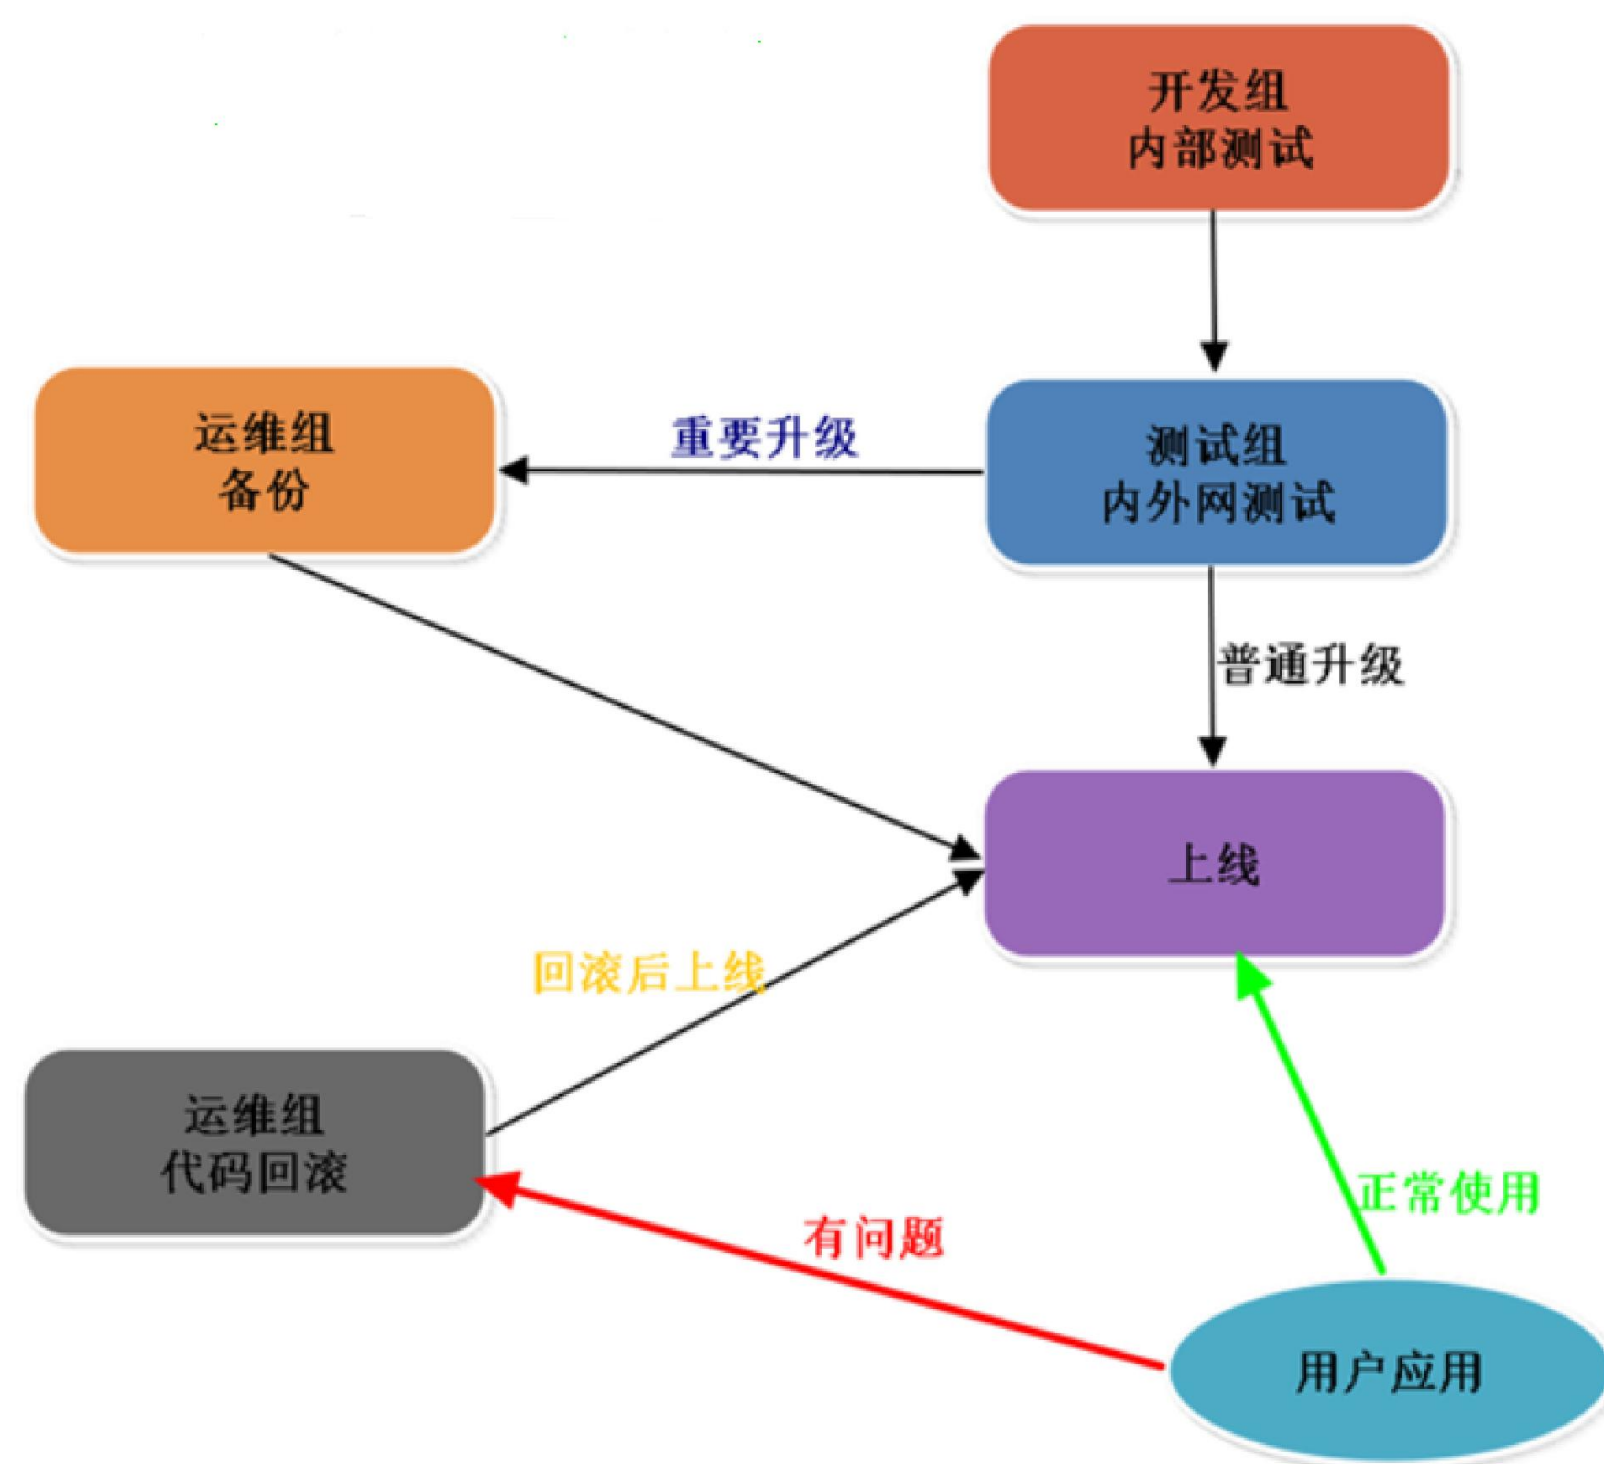 开发组
内部测试
运维组
备份
重要升级
测试组
内外网测试
普通升级
上线
回滚后上线
运维组
代码回滚
有问题
正常使用
用户应用